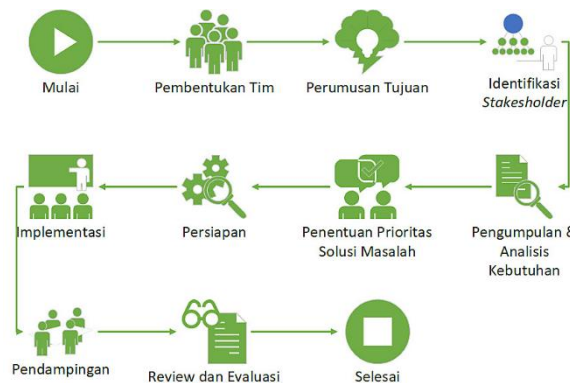 Mulai
Pembentukan Tim
Perumusan Tujuan
Identifikasi
Stakesholder
Pengumpulan &
Analisis
Kebutuhan
Penentuan Prioritas
Solusi Masalah
Persiapan
Implementasi
Pendampingan
Review dan Evaluasi
Selesai